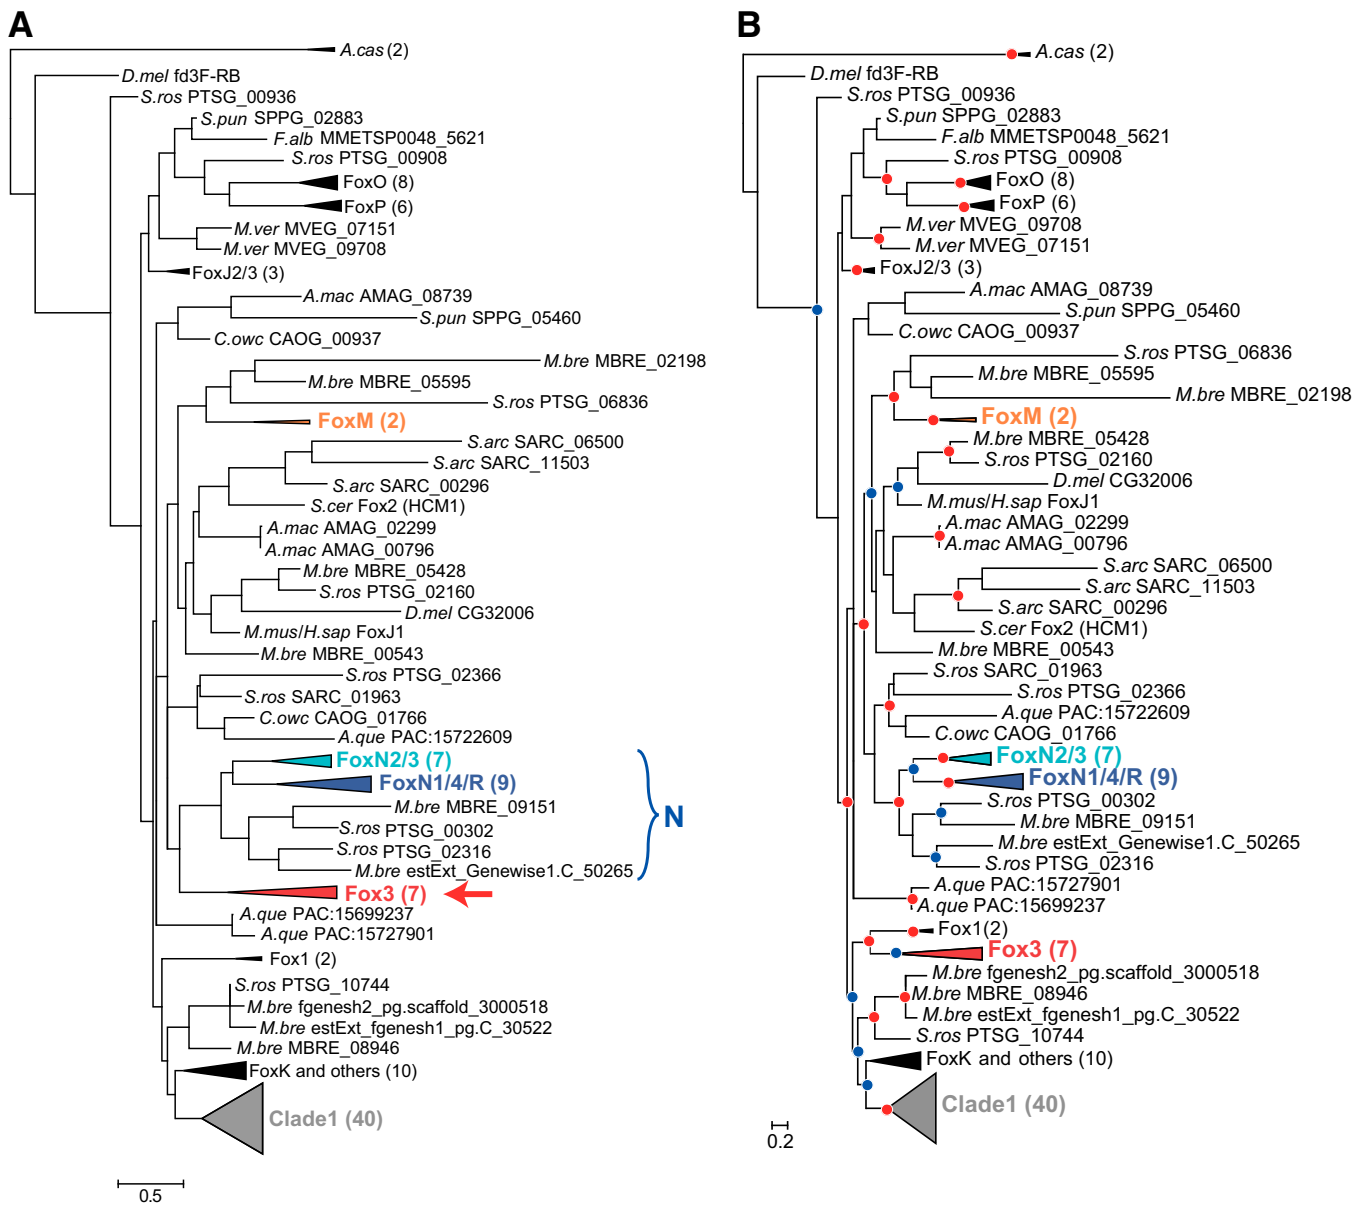 A
A.cas (2)
D.mel fd3F-RB
S.ros PTSG_00936
S.pun SPPG_02883
F.alb MMETSP0048_5621
S.ros PTSG_00908
FoxO (8)
FoxP (6)
M.ver MVEG_07151
M.ver MVEG_09708
FoxJ2/3 (3)
A.mac AMAG_08739
S.pun SPPG_05460
C.owc CAOG_00937
M.bre MBRE_02198
M.bre MBRE_05595
S.ros PTSG_06836
FoxM (2)
S.arc SARC_06500
S.arc SARC_11503
S.arc SARC_00296
S.cer Fox2 (HCM1)
A.mac AMAG_02299
A.mac AMAG_00796
M.bre MBRE_05428
S.ros PTSG_02160
D.mel CG32006
M.mus/H.sap FoxJ1
M.bre MBRE_00543
S.ros PTSG_02366
S.ros SARC_01963
C.owc CAOG_01766
A.que PAC:15722609
FoxN2/3 (7)
FoxN1/4/R (9)
M.bre MBRE_09151
S.ros PTSG_00302
S.ros PTSG_02316
M.bre estExt_Genewise1.C_50265
N
Fox3 (7)
A.que PAC:15699237
A.que PAC:15727901
Fox1 (2)
S.ros PTSG_10744
M.bre fgenesh2_pg.scaffold_3000518
M.bre estExt_fgenesh1_pg.C_30522
M.bre MBRE_08946
FoxK and others (10)
Clade1 (40)
0.5
B
A.cas (2)
D.mel fd3F-RB
S.ros PTSG_00936
S.pun SPPG_02883
F.alb MMETSP0048_5621
S.ros PTSG_00908
FoxO (8)
FoxP (6)
M.ver MVEG_09708
M.ver MVEG_07151
FoxJ2/3 (3)
A.mac AMAG_08739
S.pun SPPG_05460
C.owc CAOG_00937
S.ros PTSG_06836
M.bre MBRE_05595
M.bre MBRE_02198
FoxM (2)
M.bre MBRE_05428
S.ros PTSG_02160
D.mel CG32006
M.mus/H.sap FoxJ1
A.mac AMAG_02299
A.mac AMAG_00796
S.arc SARC_06500
S.arc SARC_11503
S.arc SARC_00296
S.cer Fox2 (HCM1)
M.bre MBRE_00543
S.ros SARC_01963
S.ros PTSG_02366
A.que PAC:15722609
C.owc CAOG_01766
FoxN2/3 (7)
FoxN1/4/R (9)
S.ros PTSG_00302
M.bre MBRE_09151
M.bre estExt_Genewise1.C_50265
S.ros PTSG_02316
A.que PAC:15727901
A.que PAC:15699237
Fox1(2)
Fox3 (7)
M.bre fgenesh2_pg.scaffold_3000518
M.bre MBRE_08946
M.bre estExt_fgenesh1_pg.C_30522
S.ros PTSG_10744
FoxK and others (10)
Clade1 (40)
0.2